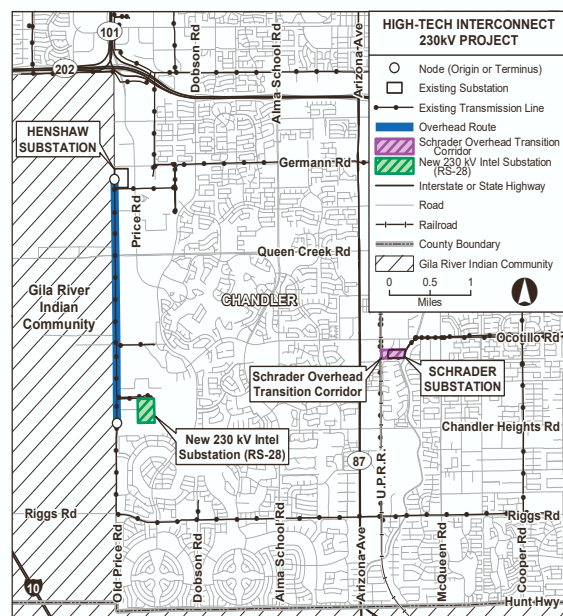 HIGH-TECH INTERCONNECT
230kV PROJECT
Node (Origin or Terminus)
Existing Substation
Existing Transmission Line
Overhead Route
Schrader Overhead Transition
Corridor
New 230 kV Intel Substation
(RS-28)
Interstate or State Highway
Road
Railroad
County Boundary
Gila River Indian Community
0 1
Miles
101
202
Dobson Rd
Alma School Rd
Arizona Ave
HENSHAW
SUBSTATION
Germann Rd
Price Rd
Queen Creek Rd
Gila River
Indian
Community
CHANDLER
Ocotillo Rd
Schrader Overhead
Transition Corridor
SCHRADER
SUBSTATION
New 230 kV Intel
Substation (RS-28)
Chandler Heights Rd
87
U.P.R.R.
Riggs Rd
Riggs Rd
Old Price Rd
Dobson Rd
Alma School Rd
Arizona Ave
McQueen Rd
Cooper Rd
10
Hunt Hwy